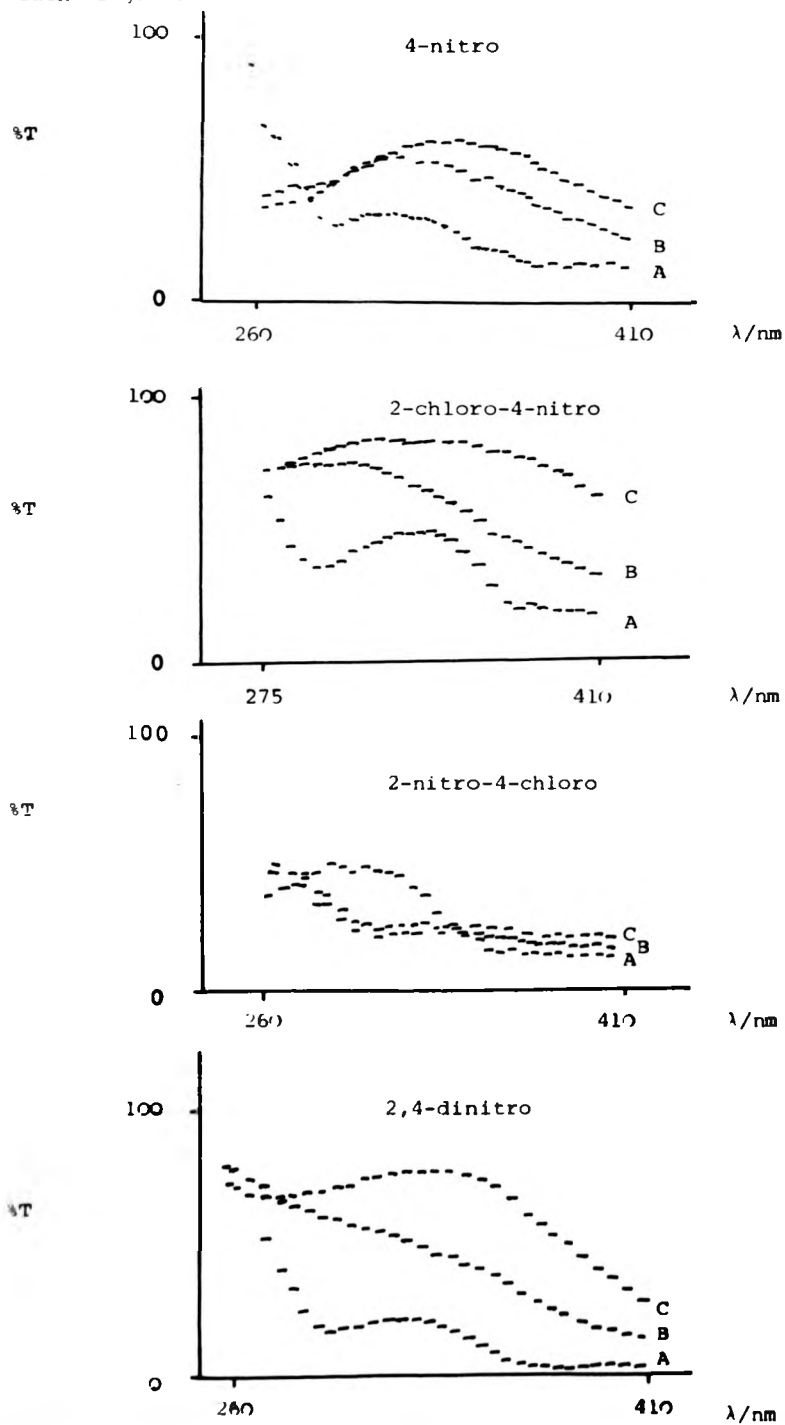 100
4-nitro
%T
C
B
A
0
260
410
λ/nm
100
2-chloro-4-nitro
%T
C
B
A
0
275
410
λ/nm
100
2-nitro-4-chloro
%T
C
B
A
0
260
410
λ/nm
100
2,4-dinitro
%T
C
B
A
0
260
410
λ/nm